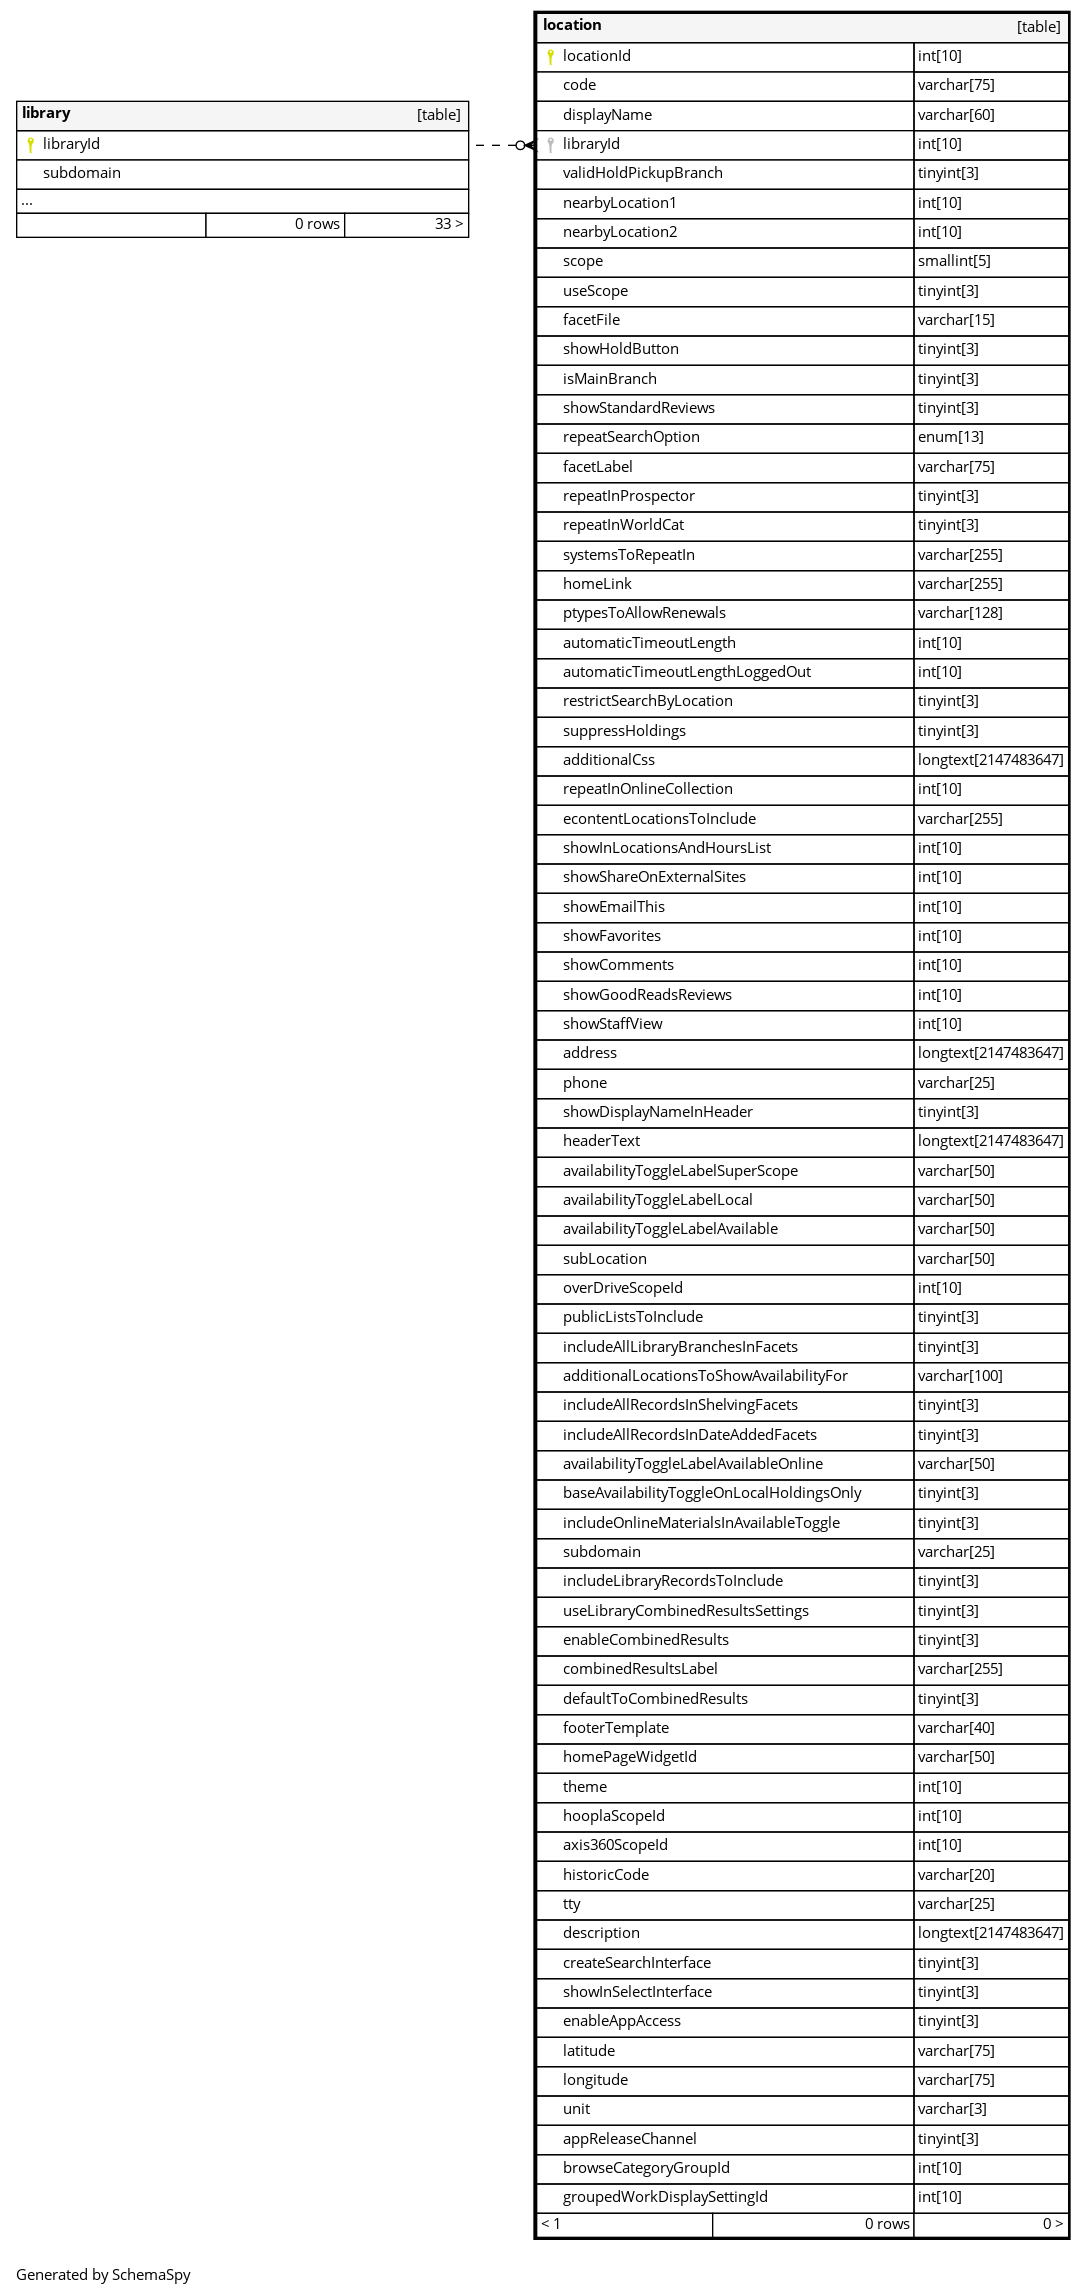 library [table]
libraryId
subdomain
...
0 rows 33 >
location [table]
locationId int[10]
code varchar[75]
displayName varchar[60]
libraryId int[10]
validHoldPickupBranch tinyint[3]
nearbyLocation1 int[10]
nearbyLocation2 int[10]
scope smallint[5]
useScope tinyint[3]
facetFile varchar[15]
showHoldButton tinyint[3]
isMainBranch tinyint[3]
showStandardReviews tinyint[3]
repeatSearchOption enum[13]
facetLabel varchar[75]
repeatInProspector tinyint[3]
repeatInWorldCat tinyint[3]
systemsToRepeatIn varchar[255]
homeLink varchar[255]
ptypesToAllowRenewals varchar[128]
automaticTimeoutLength int[10]
automaticTimeoutLengthLoggedOut int[10]
restrictSearchByLocation tinyint[3]
suppressHoldings tinyint[3]
additionalCss longtext[2147483647]
repeatInOnlineCollection int[10]
econtentLocationsToInclude varchar[255]
showInLocationsAndHoursList int[10]
showShareOnExternalSites int[10]
showEmailThis int[10]
showFavorites int[10]
showComments int[10]
showGoodReadsReviews int[10]
showStaffView int[10]
address longtext[2147483647]
phone varchar[25]
showDisplayNameInHeader tinyint[3]
headerText longtext[2147483647]
availabilityToggleLabelSuperScope varchar[50]
availabilityToggleLabelLocal varchar[50]
availabilityToggleLabelAvailable varchar[50]
subLocation varchar[50]
overDriveScopeId int[10]
publicListsToInclude tinyint[3]
includeAllLibraryBranchesInFacets tinyint[3]
additionalLocationsToShowAvailabilityFor varchar[100]
includeAllRecordsInShelvingFacets tinyint[3]
includeAllRecordsInDateAddedFacets tinyint[3]
availabilityToggleLabelAvailableOnline varchar[50]
baseAvailabilityToggleOnLocalHoldingsOnly tinyint[3]
includeOnlineMaterialsInAvailableToggle tinyint[3]
subdomain varchar[25]
includeLibraryRecordsToInclude tinyint[3]
useLibraryCombinedResultsSettings tinyint[3]
enableCombinedResults tinyint[3]
combinedResultsLabel varchar[255]
defaultToCombinedResults tinyint[3]
footerTemplate varchar[40]
homePageWidgetId varchar[50]
theme int[10]
hooplaScopeId int[10]
axis360ScopeId int[10]
historicCode varchar[20]
tty varchar[25]
description longtext[2147483647]
createSearchInterface tinyint[3]
showInSelectInterface tinyint[3]
enableAppAccess tinyint[3]
latitude varchar[75]
longitude varchar[75]
unit varchar[3]
appReleaseChannel tinyint[3]
browseCategoryGroupId int[10]
groupedWorkDisplaySettingId int[10]
< 1 0 rows 0 >
Generated by SchemaSpy